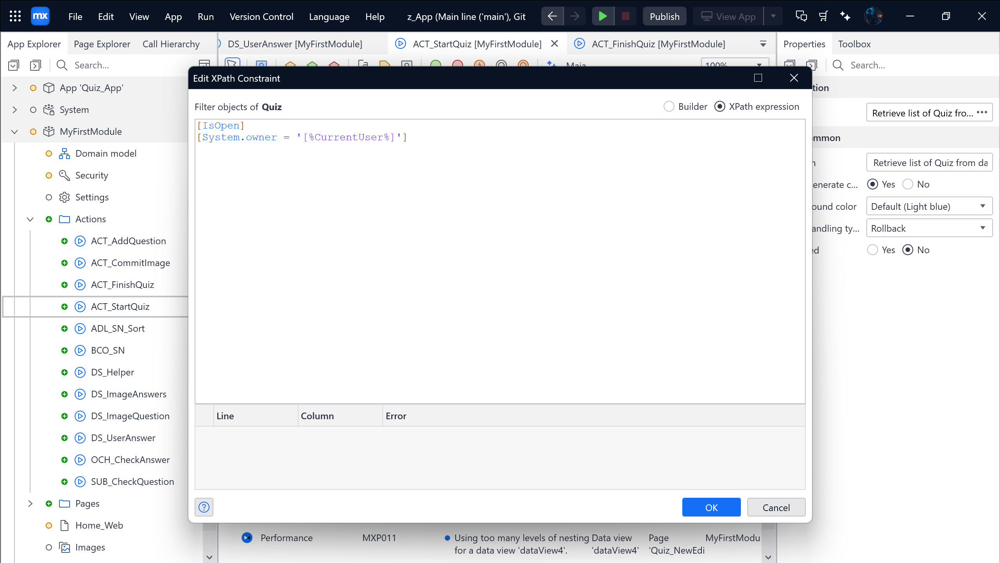 mx File Edit View App Run Version Control Language Help z_App (Main line ('main'), Git Publish View App
App Explorer Page Explorer Call Hierarchy
DS_UserAnswer [MyFirstModule] ACT_StartQuiz [MyFirstModule] ACT_FinishQuiz [MyFirstModule]
Properties Toolbox
Search...
Maia 100%
Search...
App 'Quiz_App'
System
MyFirstModule
Domain model
Security
Settings
Actions
ACT_AddQuestion
ACT_CommitImage
ACT_FinishQuiz
ACT_StartQuiz
ADL_SN_Sort
BCO_SN
DS_Helper
DS_ImageAnswers
DS_ImageQuestion
DS_UserAnswer
OCH_CheckAnswer
SUB_CheckQuestion
Pages
Home_Web
Images
Edit XPath Constraint
Filter objects of Quiz Builder XPath expression
[IsOpen]
[System.owner = '[%CurrentUser%]']
Line Column Error
OK Cancel
tion
Retrieve list of Quiz fro... •••
mmon
n Retrieve list of Quiz from da
enerate c... Yes No
ound color Default (Light blue)
andling ty... Rollback
ed Yes No
Performance MXP011 Using too many levels of nesting Data view Page MyFirstModu
for a data view 'dataView4'. 'dataView4' 'Quiz_NewEdi